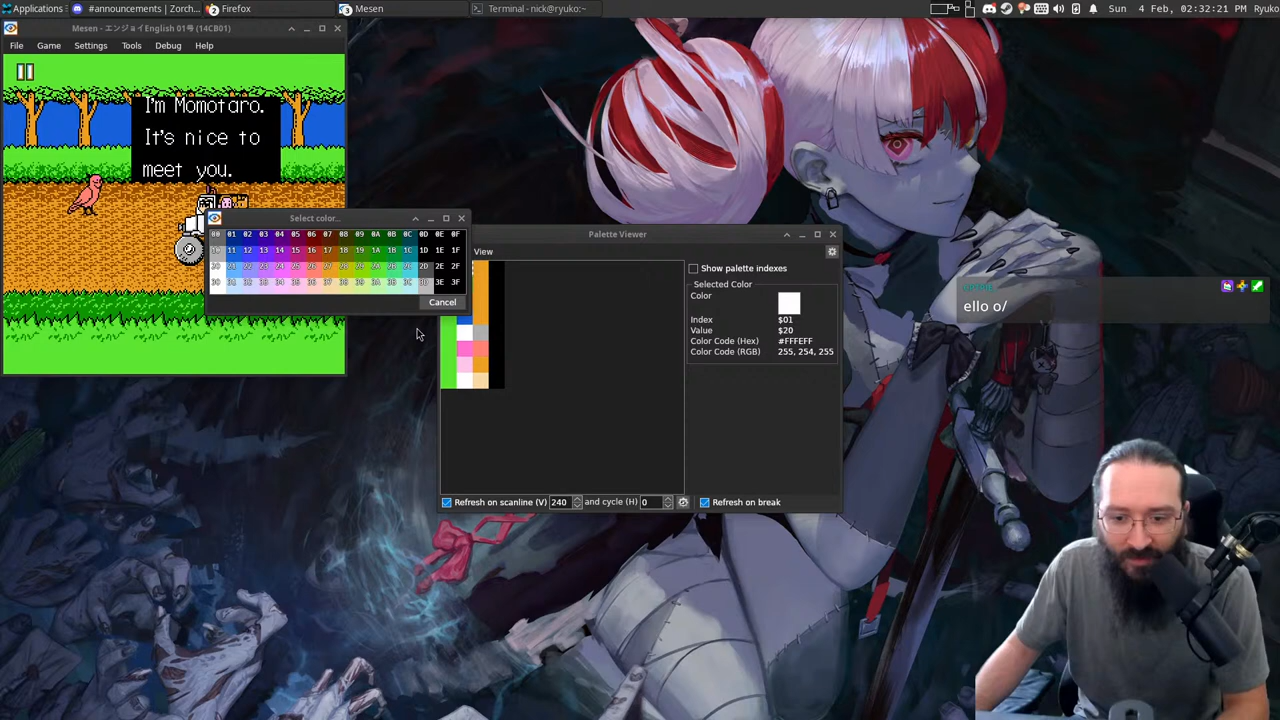 Applications
#announcements | Zorch...
2 Firefox
3 Mesen
Terminal - nick@ryuko:~
Sun 4 Feb, 02:32:21 PM Ryuko
Mesen - エンジョイEnglish 01号 (14CB01)
File Game Settings Tools Debug Help
I'm Momotaro.
It's nice to
meet you.
Select color...
00 01 02 03 04 05 06 07 08 09 0A 0B 0C 0D 0E 0F
10 11 12 13 14 15 16 17 18 19 1A 1B 1C 1D 1E 1F
20 21 22 23 24 25 26 27 28 29 2A 2B 2C 2D 2E 2F
30 31 32 33 34 35 36 37 38 39 3A 3B 3C 3D 3E 3F
Cancel
Palette Viewer
View
Show palette indexes
Selected Color
Color
Index $01
Value $20
Color Code (Hex) #FFFEFF
Color Code (RGB) 255, 254, 255
Refresh on scanline (V) 240 and cycle (H) 0 Refresh on break
ello o/